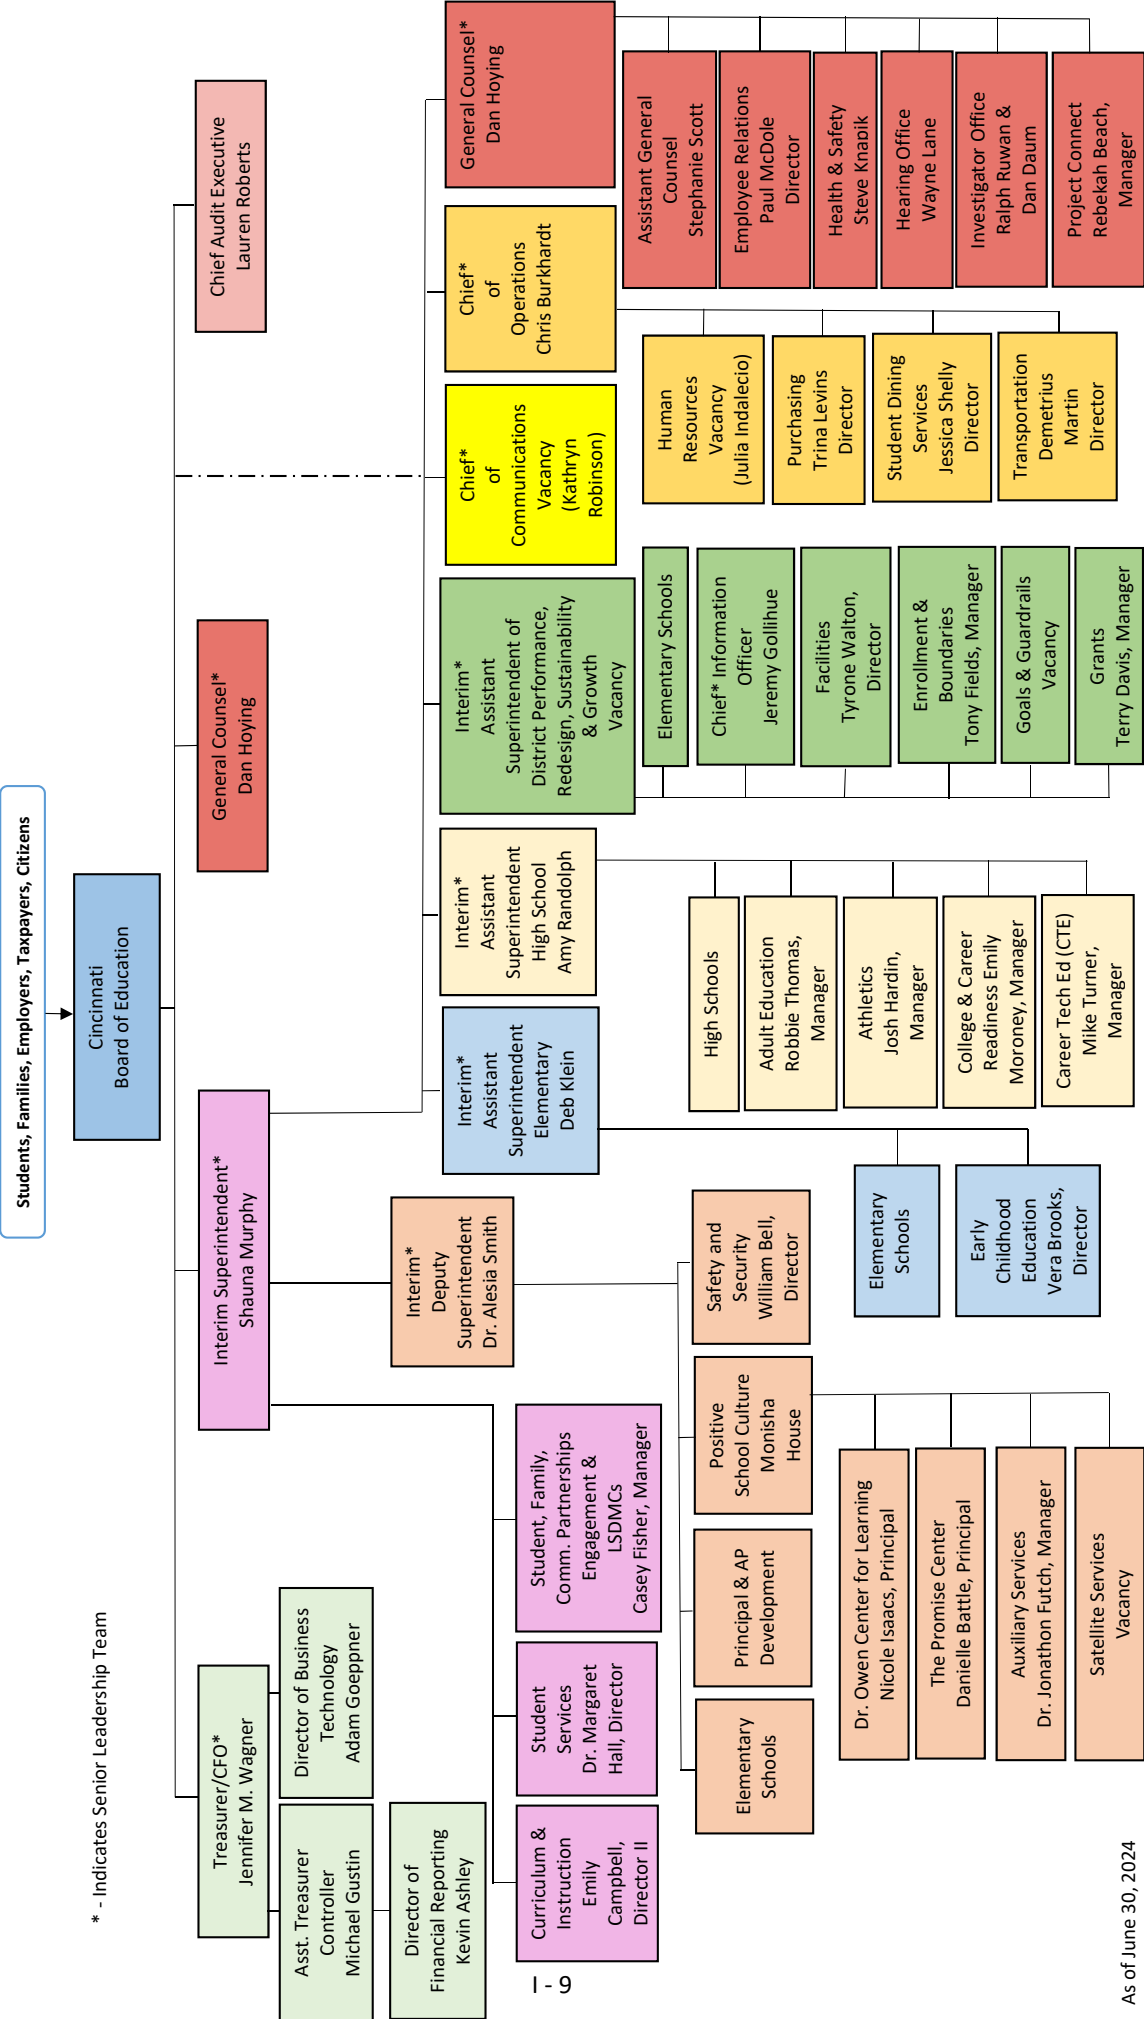 Students, Families, Employers, Taxpayers, Citizens
Cincinnati
Board of Education
* - Indicates Senior Leadership Team
Treasurer/CFO*
Jennifer M. Wagner
Interim Superintendent*
Shauna Murphy
General Counsel*
Dan Hoying
Chief Audit Executive
Lauren Roberts
Asst. Treasurer
Controller
Michael Gustin
Director of Business
Technology
Adam Goeppner
Director of
Financial Reporting
Kevin Ashley
Interim*
Deputy
Superintendent
Dr. Alesia Smith
Interim*
Assistant
Superintendent
Elementary
Deb Klein
Interim*
Assistant
Superintendent
High School
Amy Randolph
Interim*
Assistant
Superintendent of
District Performance,
Redesign, Sustainability
& Growth
Vacancy
Chief*
of
Communications
Vacancy
(Kathryn
Robinson)
Chief*
of
Operations
Chris Burkhardt
General Counsel*
Dan Hoying
Curriculum &
Instruction
Emily
Campbell,
Director II
Student
Services
Dr. Margaret
Hall, Director
Student, Family,
Comm. Partnerships
Engagement &
LSDMCs
Casey Fisher, Manager
Elementary
Schools
Principal & AP
Development
Positive
School Culture
Monisha
House
Safety and
Security
William Bell,
Director
Dr. Owen Center for Learning
Nicole Isaacs, Principal
The Promise Center
Danielle Battle, Principal
Auxiliary Services
Dr. Jonathon Futch, Manager
Satellite Services
Vacancy
Elementary
Schools
Early
Childhood
Education
Vera Brooks,
Director
High Schools
Adult Education
Robbie Thomas,
Manager
Athletics
Josh Hardin,
Manager
College & Career
Readiness Emily
Moroney, Manager
Career Tech Ed (CTE)
Mike Turner,
Manager
Elementary Schools
Chief* Information
Officer
Jeremy Gollihue
Facilities
Tyrone Walton,
Director
Enrollment &
Boundaries
Tony Fields, Manager
Goals & Guardrails
Vacancy
Grants
Terry Davis, Manager
Human
Resources
Vacancy
(Julia Indalecio)
Purchasing
Trina Levins
Director
Student Dining
Services
Jessica Shelly
Director
Transportation
Demetrius
Martin
Director
Assistant General
Counsel
Stephanie Scott
Employee Relations
Paul McDole
Director
Health & Safety
Steve Knapik
Hearing Office
Wayne Lane
Investigator Office
Ralph Ruwan &
Dan Daum
Project Connect
Rebekah Beach,
Manager
I - 9
As of June 30, 2024